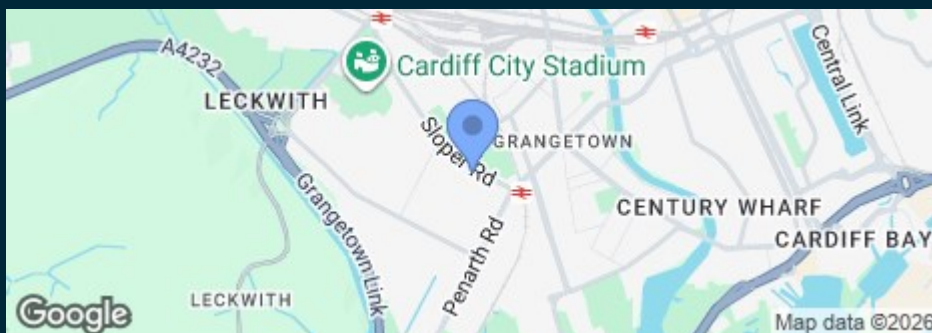 A4232
Cardiff City Stadium
Central Link
LECKWITH
Sloper Rd
GRANGETOWN
Grangetown Link
CENTURY WHARF
Penarth Rd
CARDIFF BAY
LECKWITH
Google
Map data ©2026